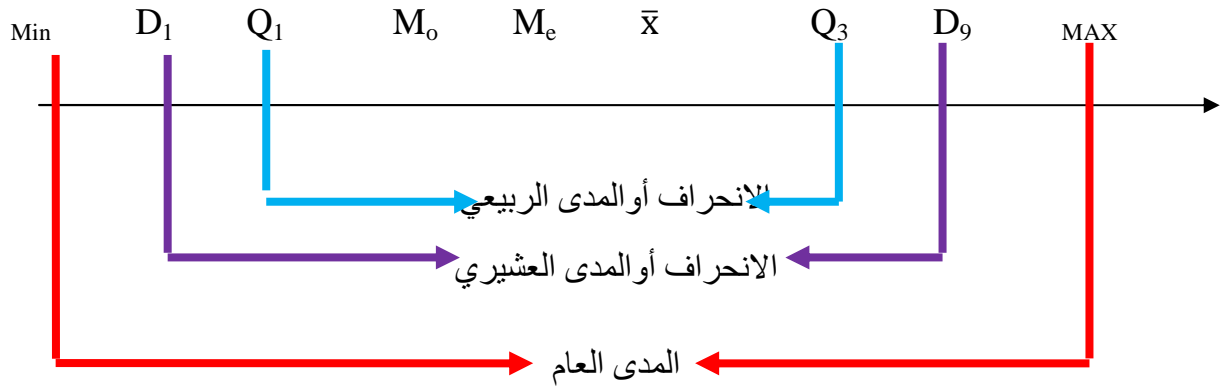 Min D₁ Q₁ Mₒ Mₑ x̄ Q₃ D₉ MAX
الانحراف أوالمدى الربيعي
الانحراف أوالمدى العشيري
المدى العام